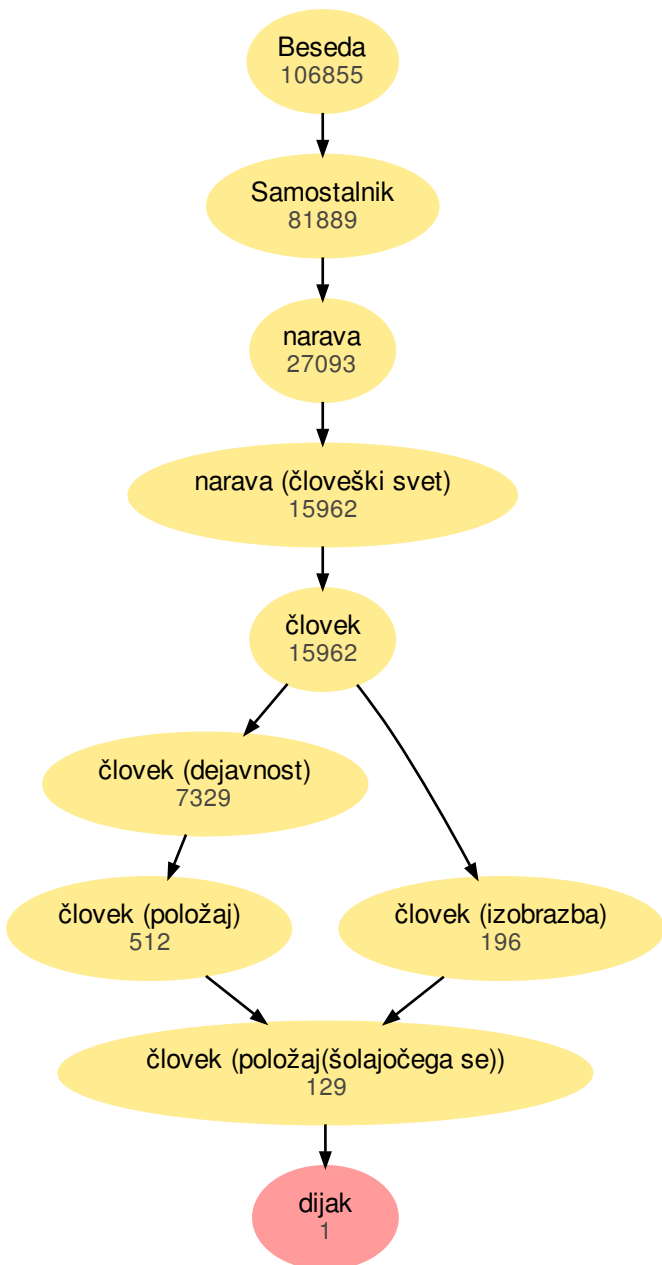 Beseda
106855
Samostalnik
81889
narava
27093
narava (človeški svet)
15962
človek
15962
človek (dejavnost)
7329
človek (položaj)
512
človek (izobrazba)
196
človek (položaj(šolajočega se))
129
dijak
1